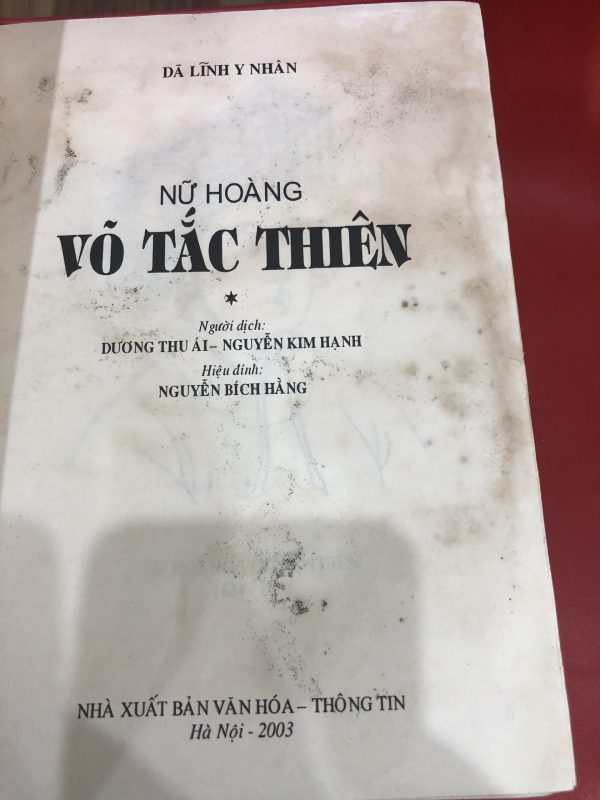 DÃ LĨNH Y NHÂN
NỮ HOÀNG
VÕ TẮC THIÊN
Người dịch:
DƯƠNG THU ÁI – NGUYỄN KIM HẠNH
Hiệu đính:
NGUYỄN BÍCH HẰNG
NHÀ XUẤT BẢN VĂN HÓA – THÔNG TIN
Hà Nội - 2003